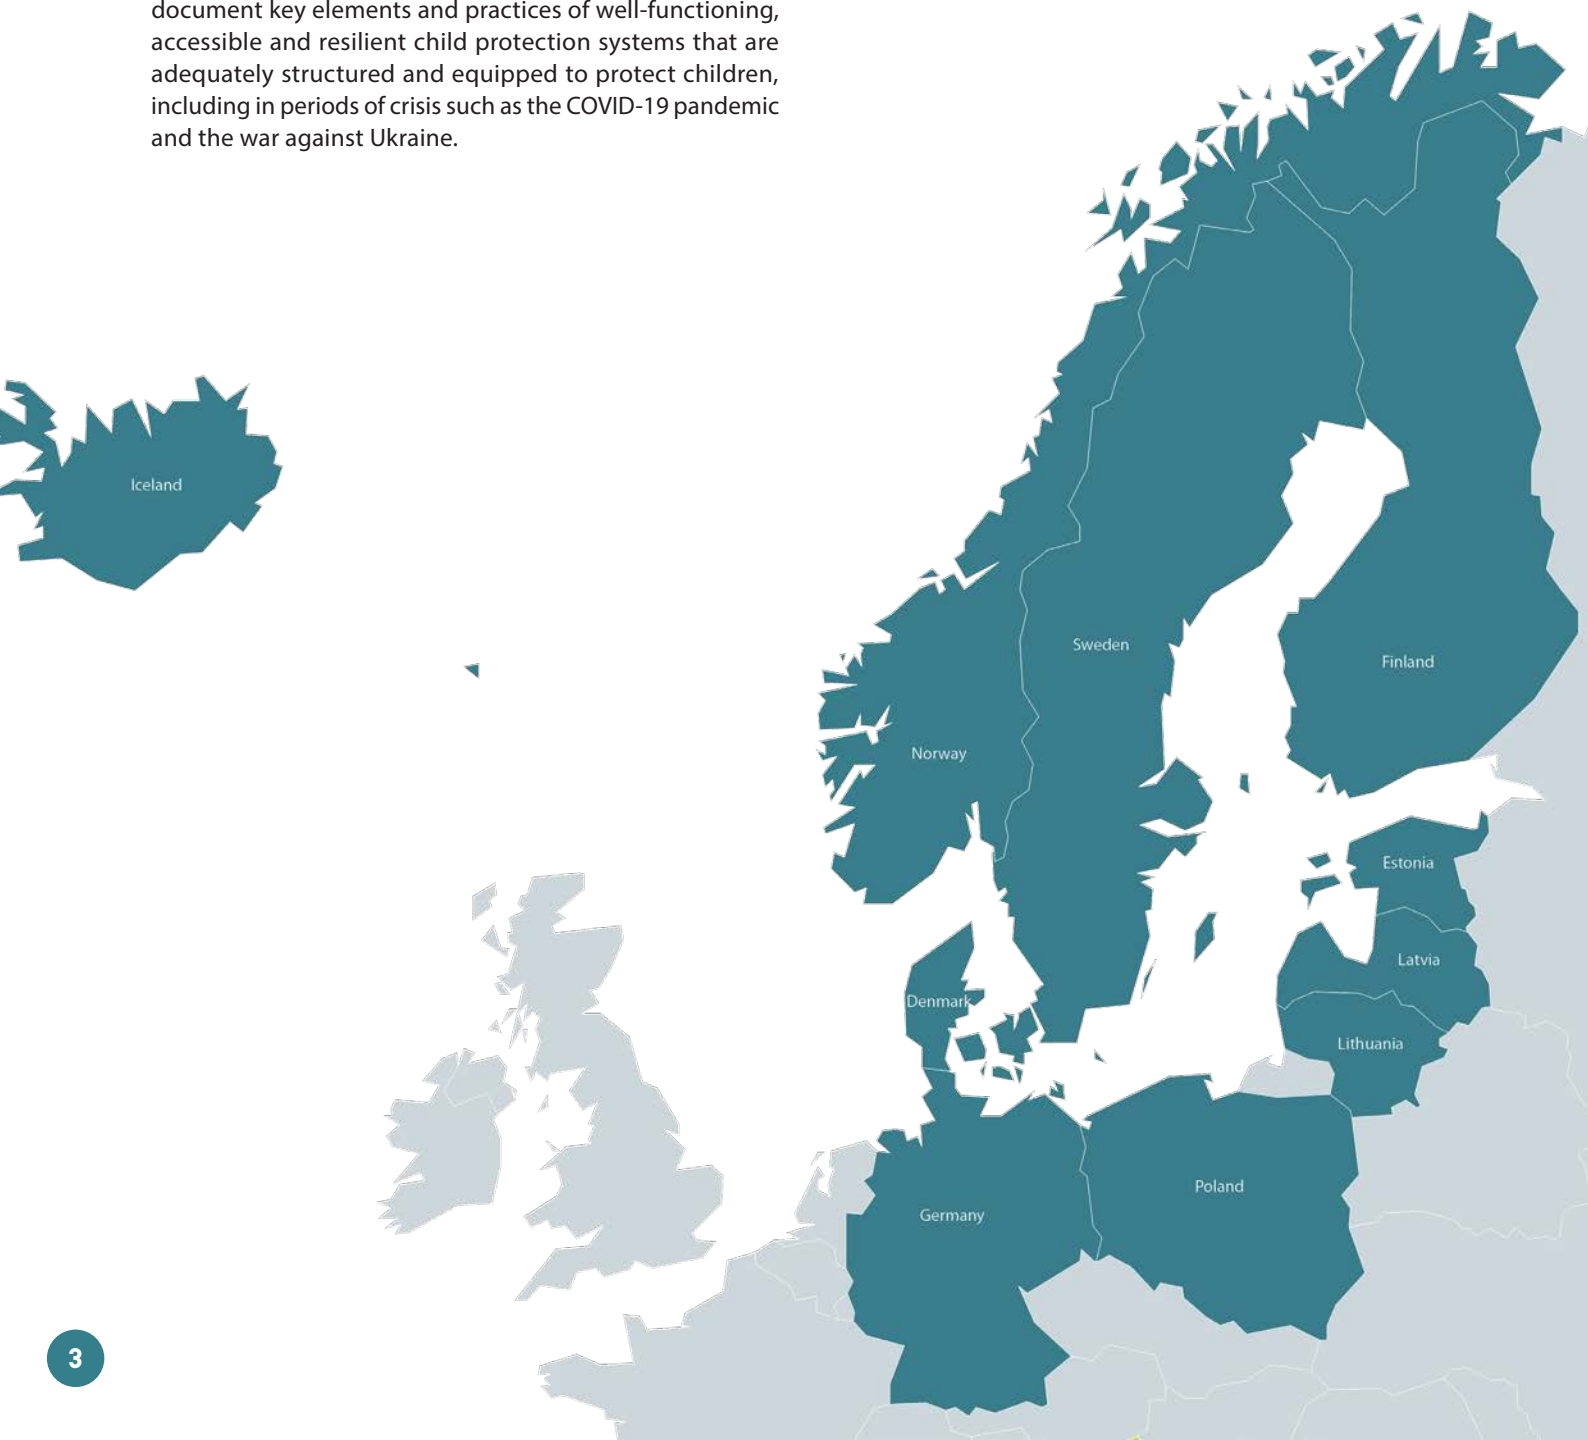 document key elements and practices of well-functioning,
accessible and resilient child protection systems that are
adequately structured and equipped to protect children,
including in periods of crisis such as the COVID-19 pandemic
and the war against Ukraine.
Iceland
Sweden
Finland
Norway
Estonia
Latvia
Denmark
Lithuania
Poland
Germany
3